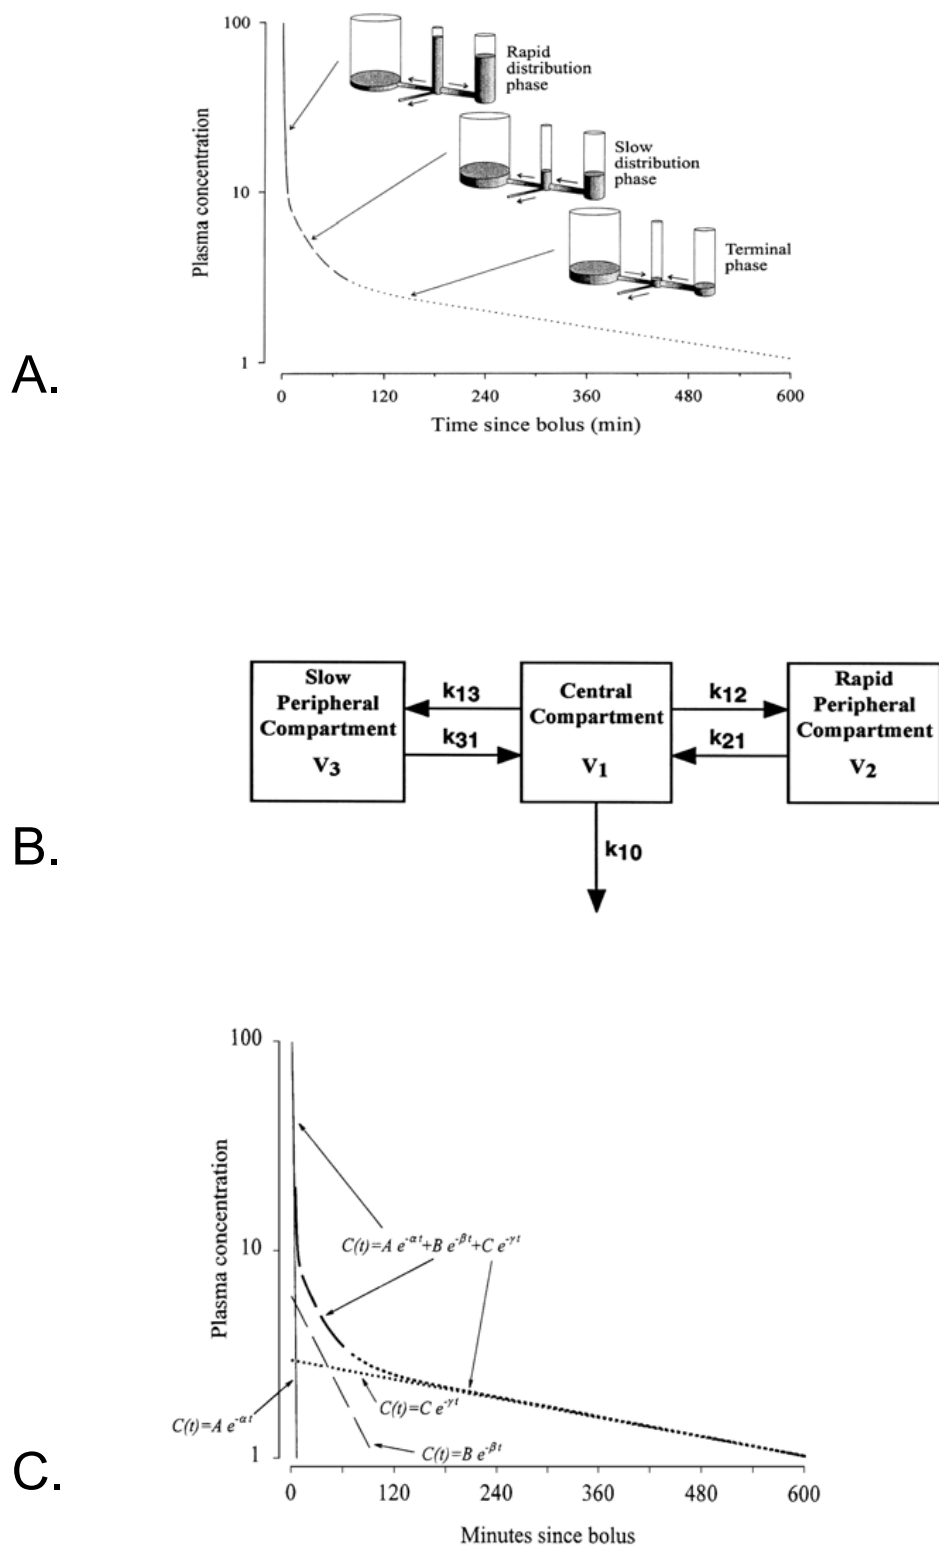 100
Rapid
distribution
phase
Slow
distribution
phase
Plasma concentration
10
Terminal
phase
1
A.
0 120 240 360 480 600
Time since bolus (min)
Slow
Peripheral
Compartment
V3
k13
k31
Central
Compartment
V1
k12
k21
Rapid
Peripheral
Compartment
V2
k10
B.
100
Plasma concentration
C(t)=A e-αt+B e-βt+C e-γt
10
C(t)=C e-γt
C(t)=A e-αt
C(t)=B e-βt
1
C.
0 120 240 360 480 600
Minutes since bolus